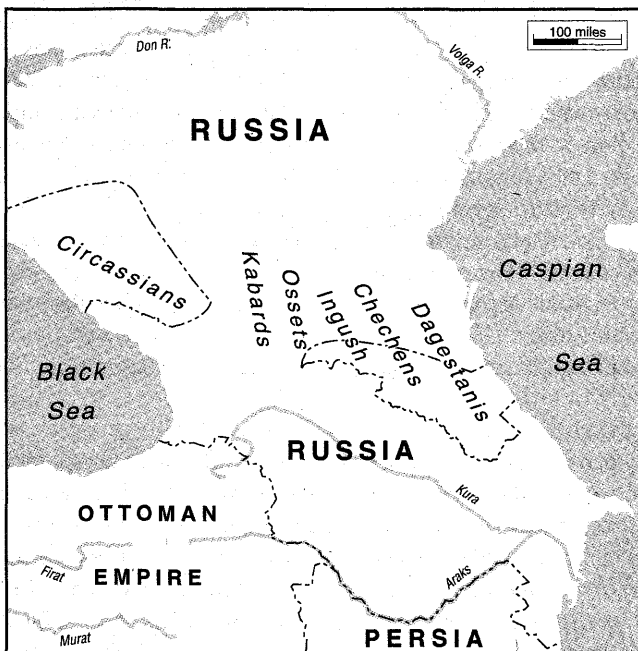 100 miles
Don R.
Volga R.
RUSSIA
Circassians
Kabards
Ossets
Ingush
Chechens
Dagestanis
Caspian
Sea
Black
Sea
RUSSIA
Kura
OTTOMAN
EMPIRE
Firat
Araks
Murat
PERSIA